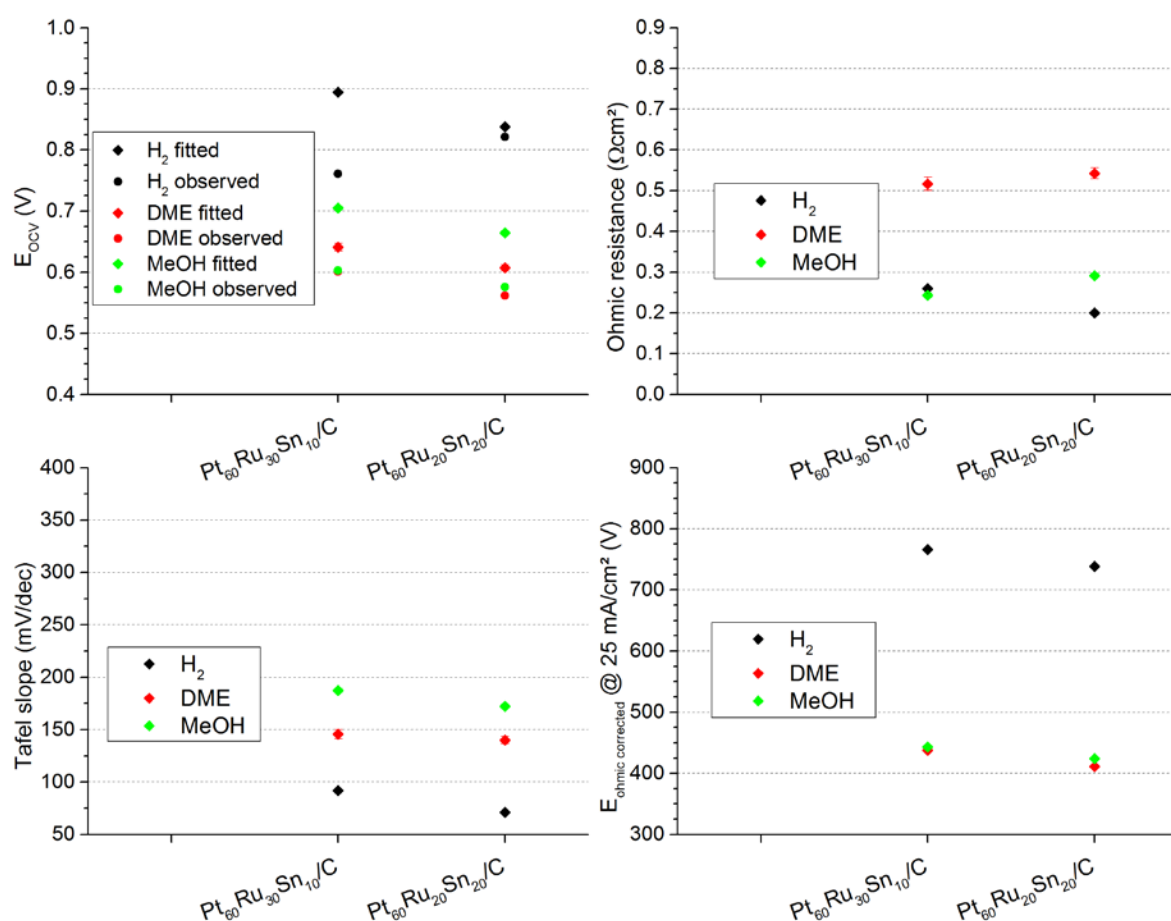 1.0
0.9
0.8
0.7
0.6
0.5
0.4
E_OCV (V)
H₂ fitted
H₂ observed
DME fitted
DME observed
MeOH fitted
MeOH observed
Pt₆₀Ru₃₀Sn₁₀/C
Pt₆₀Ru₂₀Sn₂₀/C
0.9
0.8
0.7
0.6
0.5
0.4
0.3
0.2
0.1
0.0
Ohmic resistance (Ωcm²)
H₂
DME
MeOH
Pt₆₀Ru₃₀Sn₁₀/C
Pt₆₀Ru₂₀Sn₂₀/C
400
350
300
250
200
150
100
50
Tafel slope (mV/dec)
H₂
DME
MeOH
Pt₆₀Ru₃₀Sn₁₀/C
Pt₆₀Ru₂₀Sn₂₀/C
900
800
700
600
500
400
300
E_ohmic corrected @ 25 mA/cm² (V)
H₂
DME
MeOH
Pt₆₀Ru₃₀Sn₁₀/C
Pt₆₀Ru₂₀Sn₂₀/C